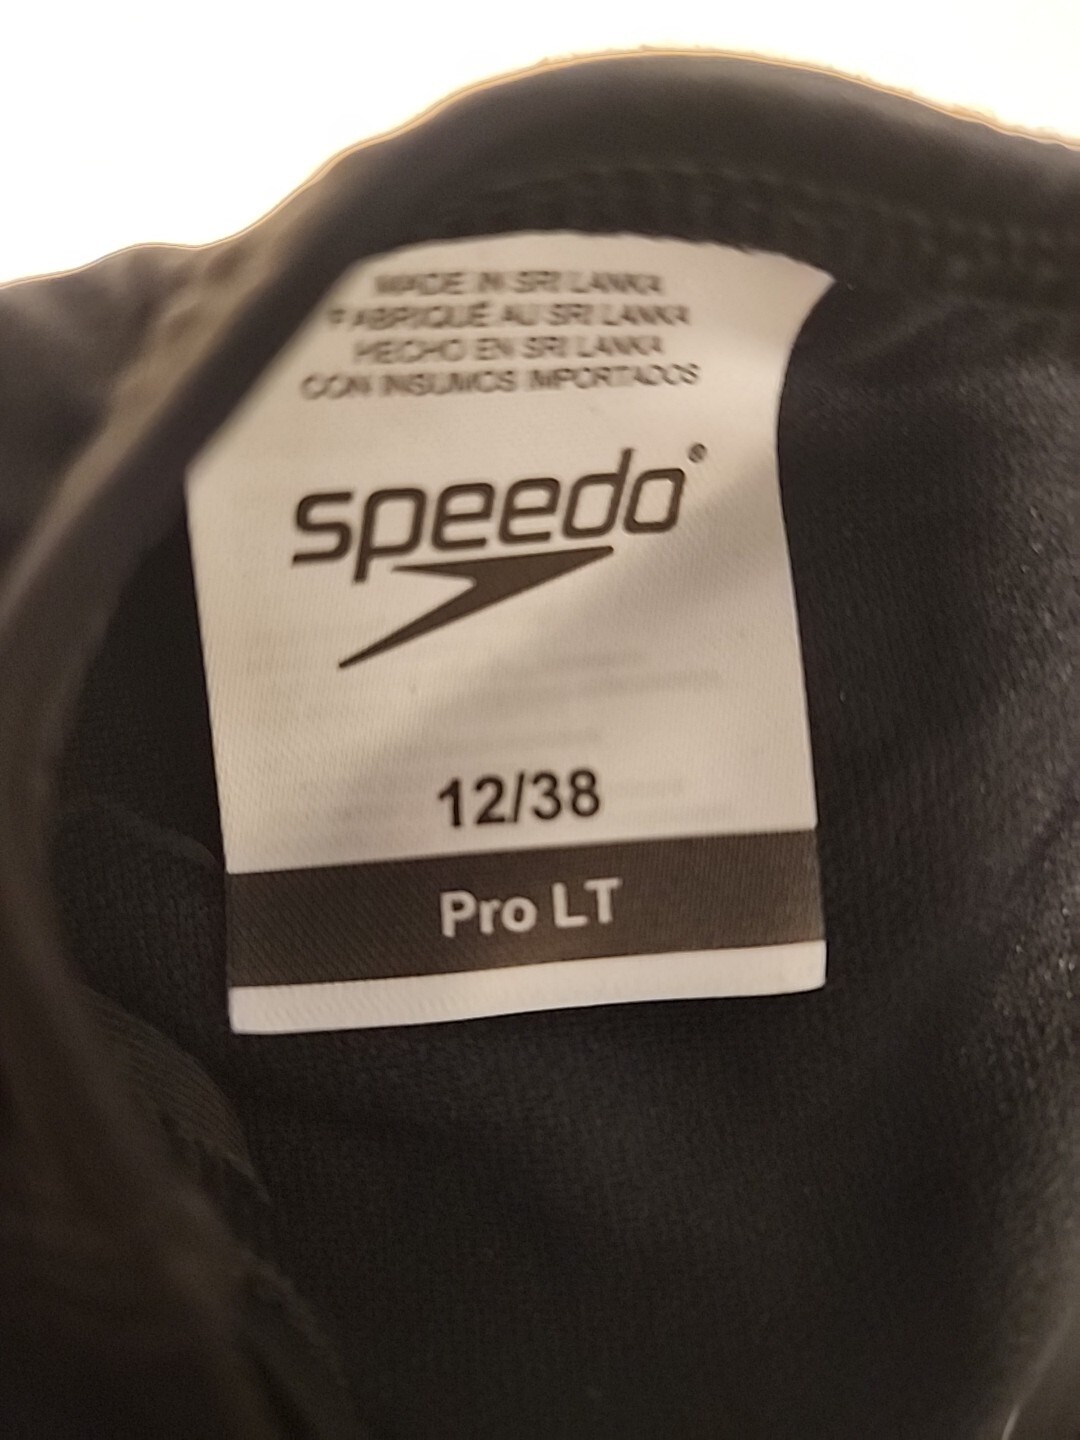 MADE IN SRI LANKA
FABRIQUÉ AU SRI LANKA
HECHO EN SRI LANKA
CON INSUMOS IMPORTADOS
speedo®
12/38
Pro LT